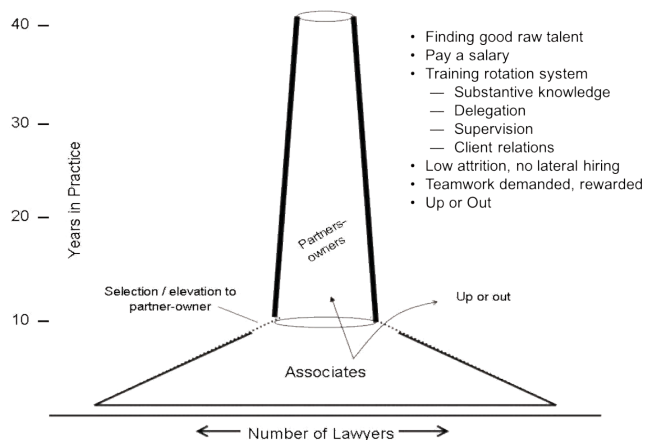 40
30
20
10
Years in Practice
• Finding good raw talent
• Pay a salary
• Training rotation system
— Substantive knowledge
— Delegation
— Supervision
— Client relations
• Low attrition, no lateral hiring
• Teamwork demanded, rewarded
• Up or Out
Partners-
owners
Selection / elevation to
partner-owner
Up or out
Associates
Number of Lawyers